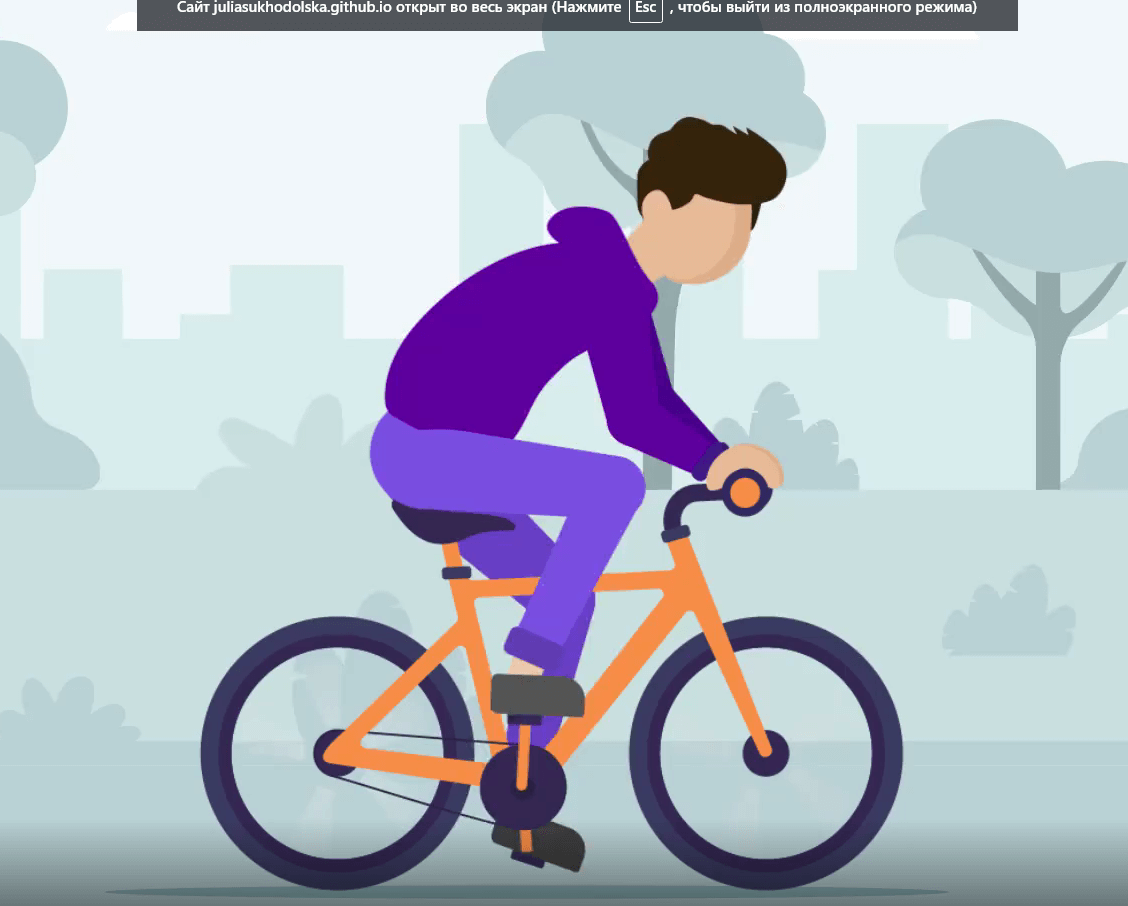 Сайт juliasukhodolska.github.io открыт во весь экран (Нажмите Esc , чтобы выйти из полноэкранного режима)